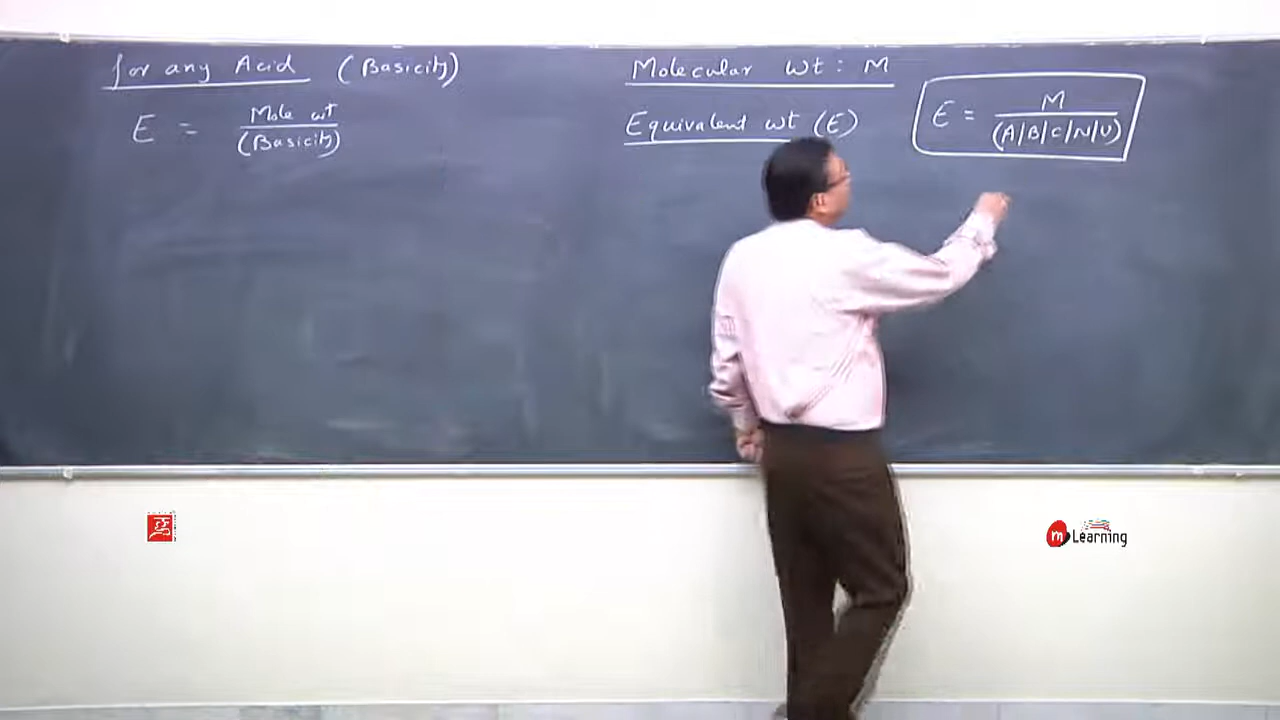 for any Acid (Basicity)
E = Mole wt / (Basicity)
Molecular wt : M
Equivalent wt (E)
E = M / (A|B|C|N|U)
m Learning